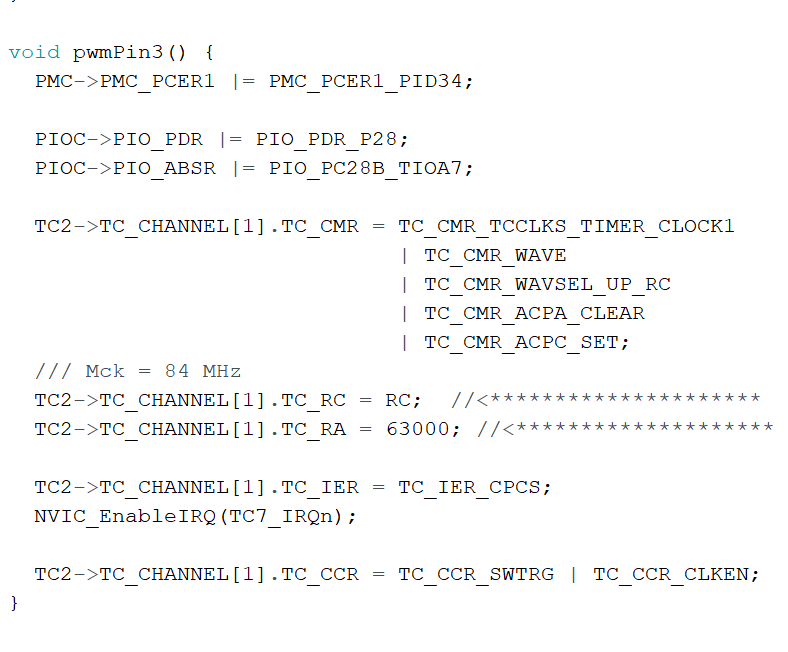 void pwmPin3() {
PMC->PMC_PCER1 |= PMC_PCER1_PID34;
PIOC->PIO_PDR |= PIO_PDR_P28;
PIOC->PIO_ABSR |= PIO_PC28B_TIOA7;
TC2->TC_CHANNEL[1].TC_CMR = TC_CMR_TCCLKS_TIMER_CLOCK1
| TC_CMR_WAVE
| TC_CMR_WAVSEL_UP_RC
| TC_CMR_ACPA_CLEAR
| TC_CMR_ACPC_SET;
/// Mck = 84 MHz
TC2->TC_CHANNEL[1].TC_RC = RC; //<*********************
TC2->TC_CHANNEL[1].TC_RA = 63000; //<********************
TC2->TC_CHANNEL[1].TC_IER = TC_IER_CPCS;
NVIC_EnableIRQ(TC7_IRQn);
TC2->TC_CHANNEL[1].TC_CCR = TC_CCR_SWTRG | TC_CCR_CLKEN;
}